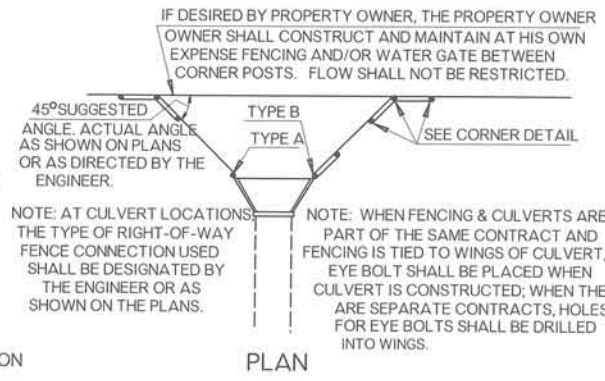 IF DESIRED BY PROPERTY OWNER, THE PROPERTY OWNER
OWNER SHALL CONSTRUCT AND MAINTAIN AT HIS OWN
EXPENSE FENCING AND/OR WATER GATE BETWEEN
CORNER POSTS. FLOW SHALL NOT BE RESTRICTED.
45° SUGGESTED
ANGLE. ACTUAL ANGLE
AS SHOWN ON PLANS
OR AS DIRECTED BY THE
ENGINEER.
TYPE B
TYPE A
SEE CORNER DETAIL
NOTE: AT CULVERT LOCATIONS,
THE TYPE OF RIGHT-OF-WAY
FENCE CONNECTION USED
SHALL BE DESIGNATED BY
THE ENGINEER OR AS
SHOWN ON THE PLANS.
NOTE: WHEN FENCING & CULVERTS ARE
PART OF THE SAME CONTRACT AND
FENCING IS TIED TO WINGS OF CULVERT,
EYE BOLT SHALL BE PLACED WHEN
CULVERT IS CONSTRUCTED; WHEN THE
ARE SEPARATE CONTRACTS, HOLES
FOR EYE BOLTS SHALL BE DRILLED
INTO WINGS.
ON
PLAN